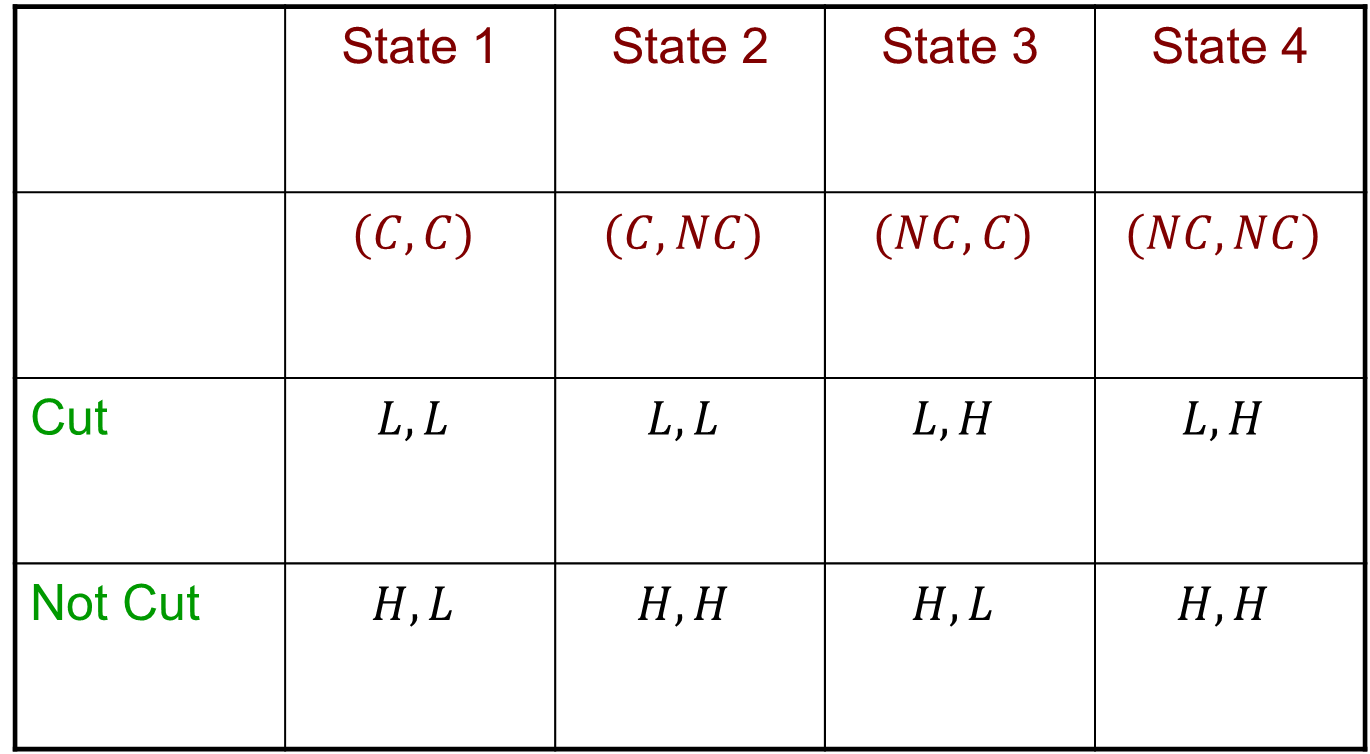 State 1 State 2 State 3 State 4
(C, C) (C, NC) (NC, C) (NC, NC)
Cut L, L L, L L, H L, H
Not Cut H, L H, H H, L H, H